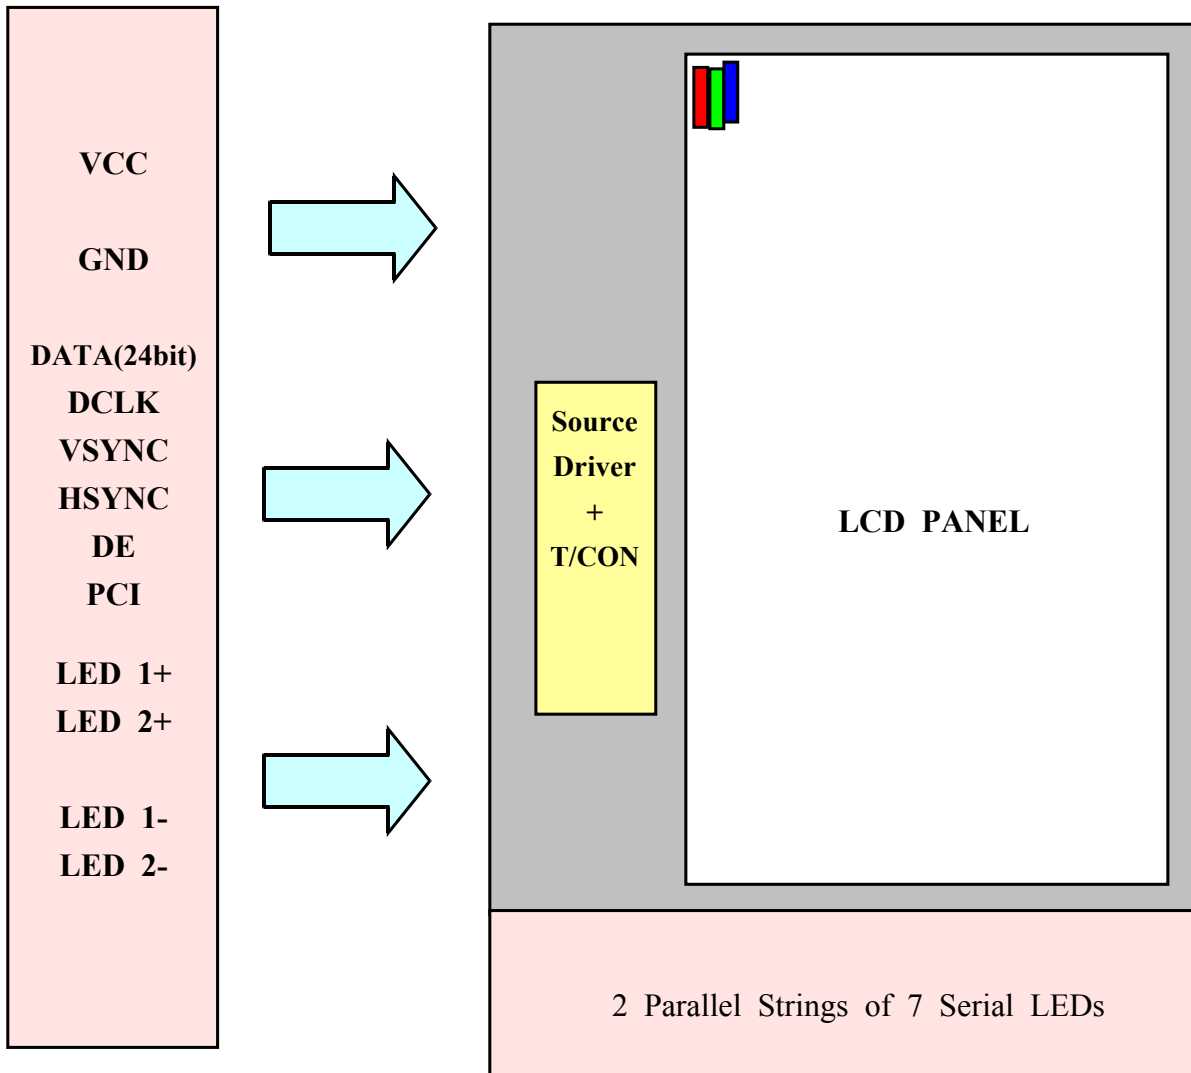 VCC
GND
DATA(24bit)
DCLK
VSYNC
HSYNC
DE
PCI
LED 1+
LED 2+
LED 1-
LED 2-
Source
Driver
+
T/CON
LCD PANEL
2 Parallel Strings of 7 Serial LEDs